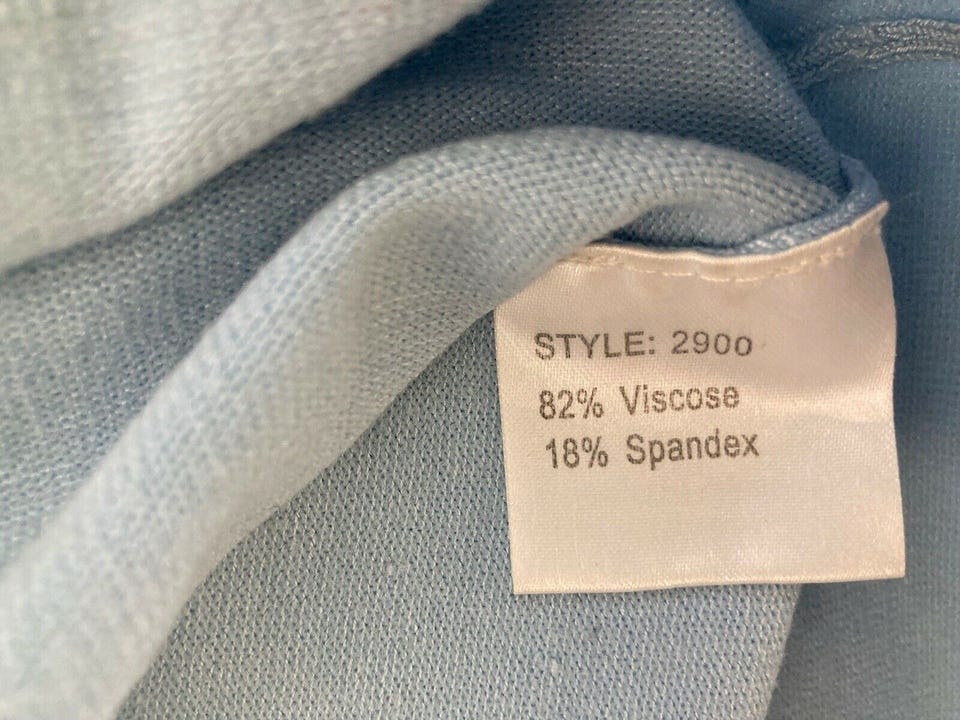 STYLE: 2900
82% Viscose
18% Spandex